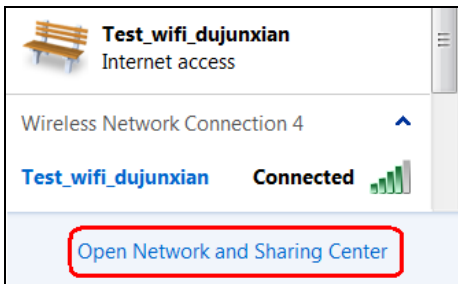 Test_wifi_dujunxian
Internet access
Wireless Network Connection 4
Test_wifi_dujunxian Connected
Open Network and Sharing Center